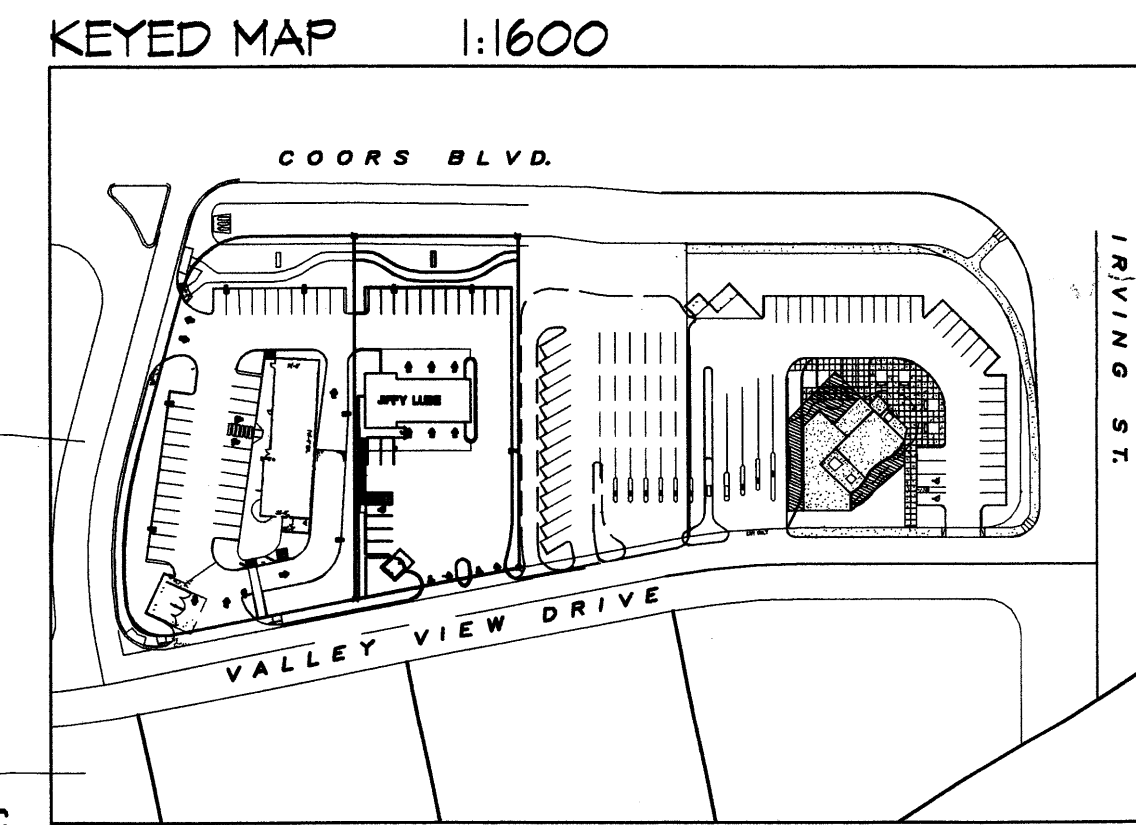 KEYED MAP 1:1600
COORS BLVD.
IRVING ST.
JIFFY LUBE
VALLEY VIEW DRIVE